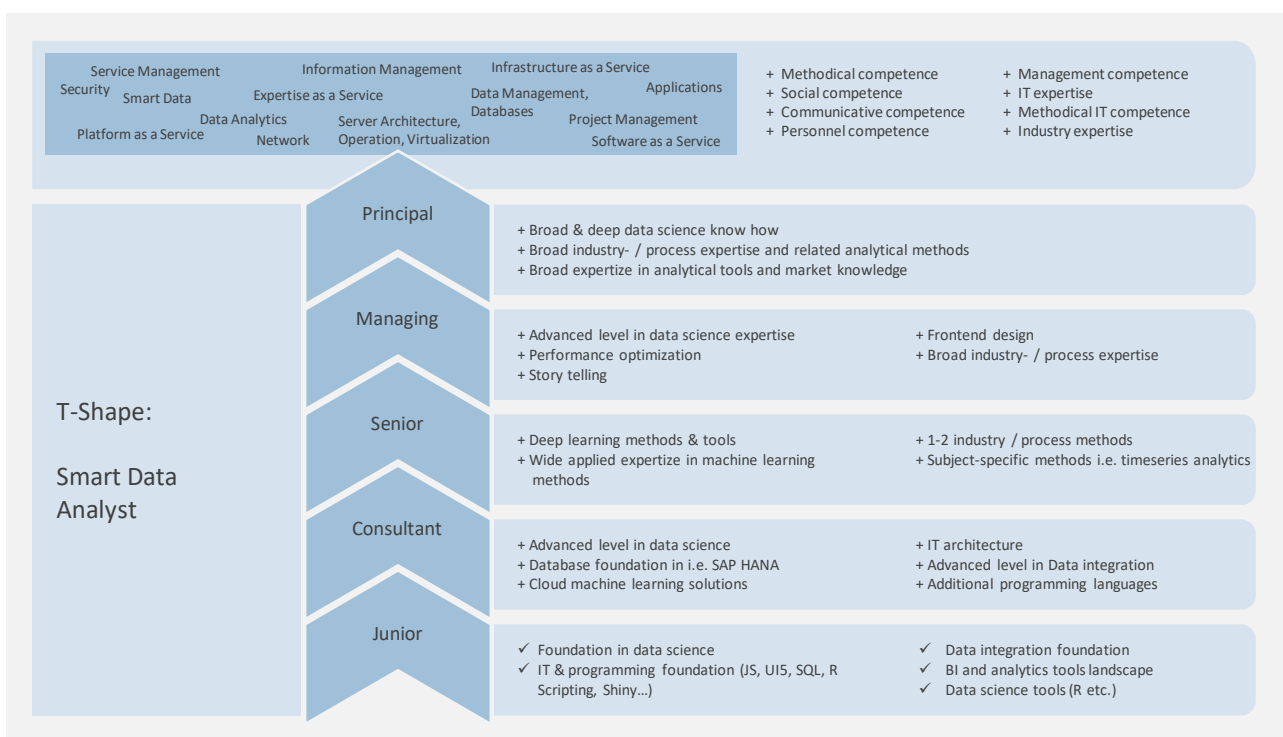 Service Management
Information Management
Infrastructure as a Service
Security
Smart Data
Expertise as a Service
Data Management,
Databases
Applications
Data Analytics
Platform as a Service
Network
Server Architecture,
Operation, Virtualization
Project Management
Software as a Service
+ Methodical competence
+ Social competence
+ Communicative competence
+ Personnel competence
+ Management competence
+ IT expertise
+ Methodical IT competence
+ Industry expertise
T-Shape:
Smart Data
Analyst
Principal
+ Broad & deep data science know how
+ Broad industry- / process expertise and related analytical methods
+ Broad expertize in analytical tools and market knowledge
Managing
+ Advanced level in data science expertise
+ Performance optimization
+ Story telling
+ Frontend design
+ Broad industry- / process expertise
Senior
+ Deep learning methods & tools
+ Wide applied expertize in machine learning
methods
+ 1-2 industry / process methods
+ Subject-specific methods i.e. timeseries analytics
Consultant
+ Advanced level in data science
+ Database foundation in i.e. SAP HANA
+ Cloud machine learning solutions
+ IT architecture
+ Advanced level in Data integration
+ Additional programming languages
Junior
✓ Foundation in data science
✓ IT & programming foundation (JS, UI5, SQL, R
Scripting, Shiny…)
✓ Data integration foundation
✓ BI and analytics tools landscape
✓ Data science tools (R etc.)